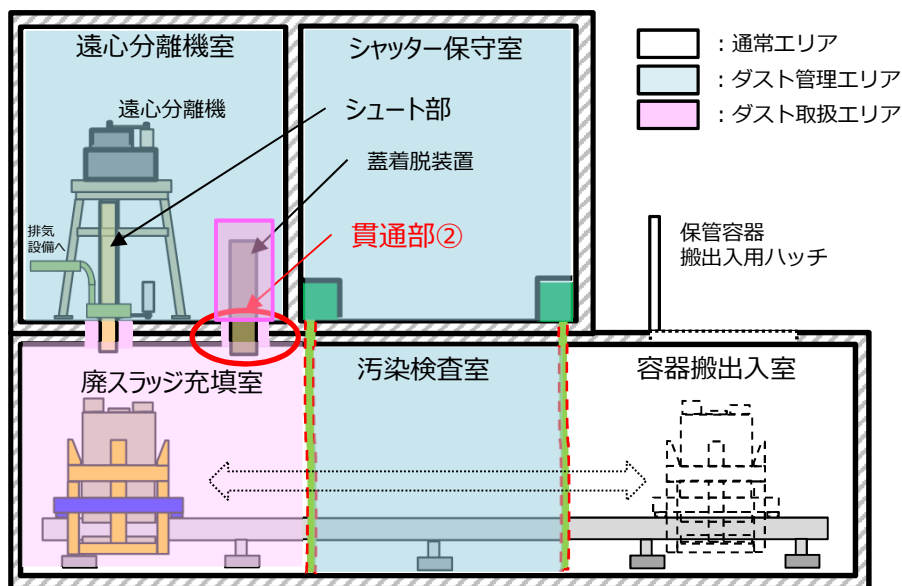 遠心分離機室
シャッター保守室
：通常エリア
：ダスト管理エリア
：ダスト取扱エリア
遠心分離機
シュート部
蓋着脱装置
貫通部②
排気
設備へ
保管容器
搬出入用ハッチ
廃スラッジ充填室
汚染検査室
容器搬出入室